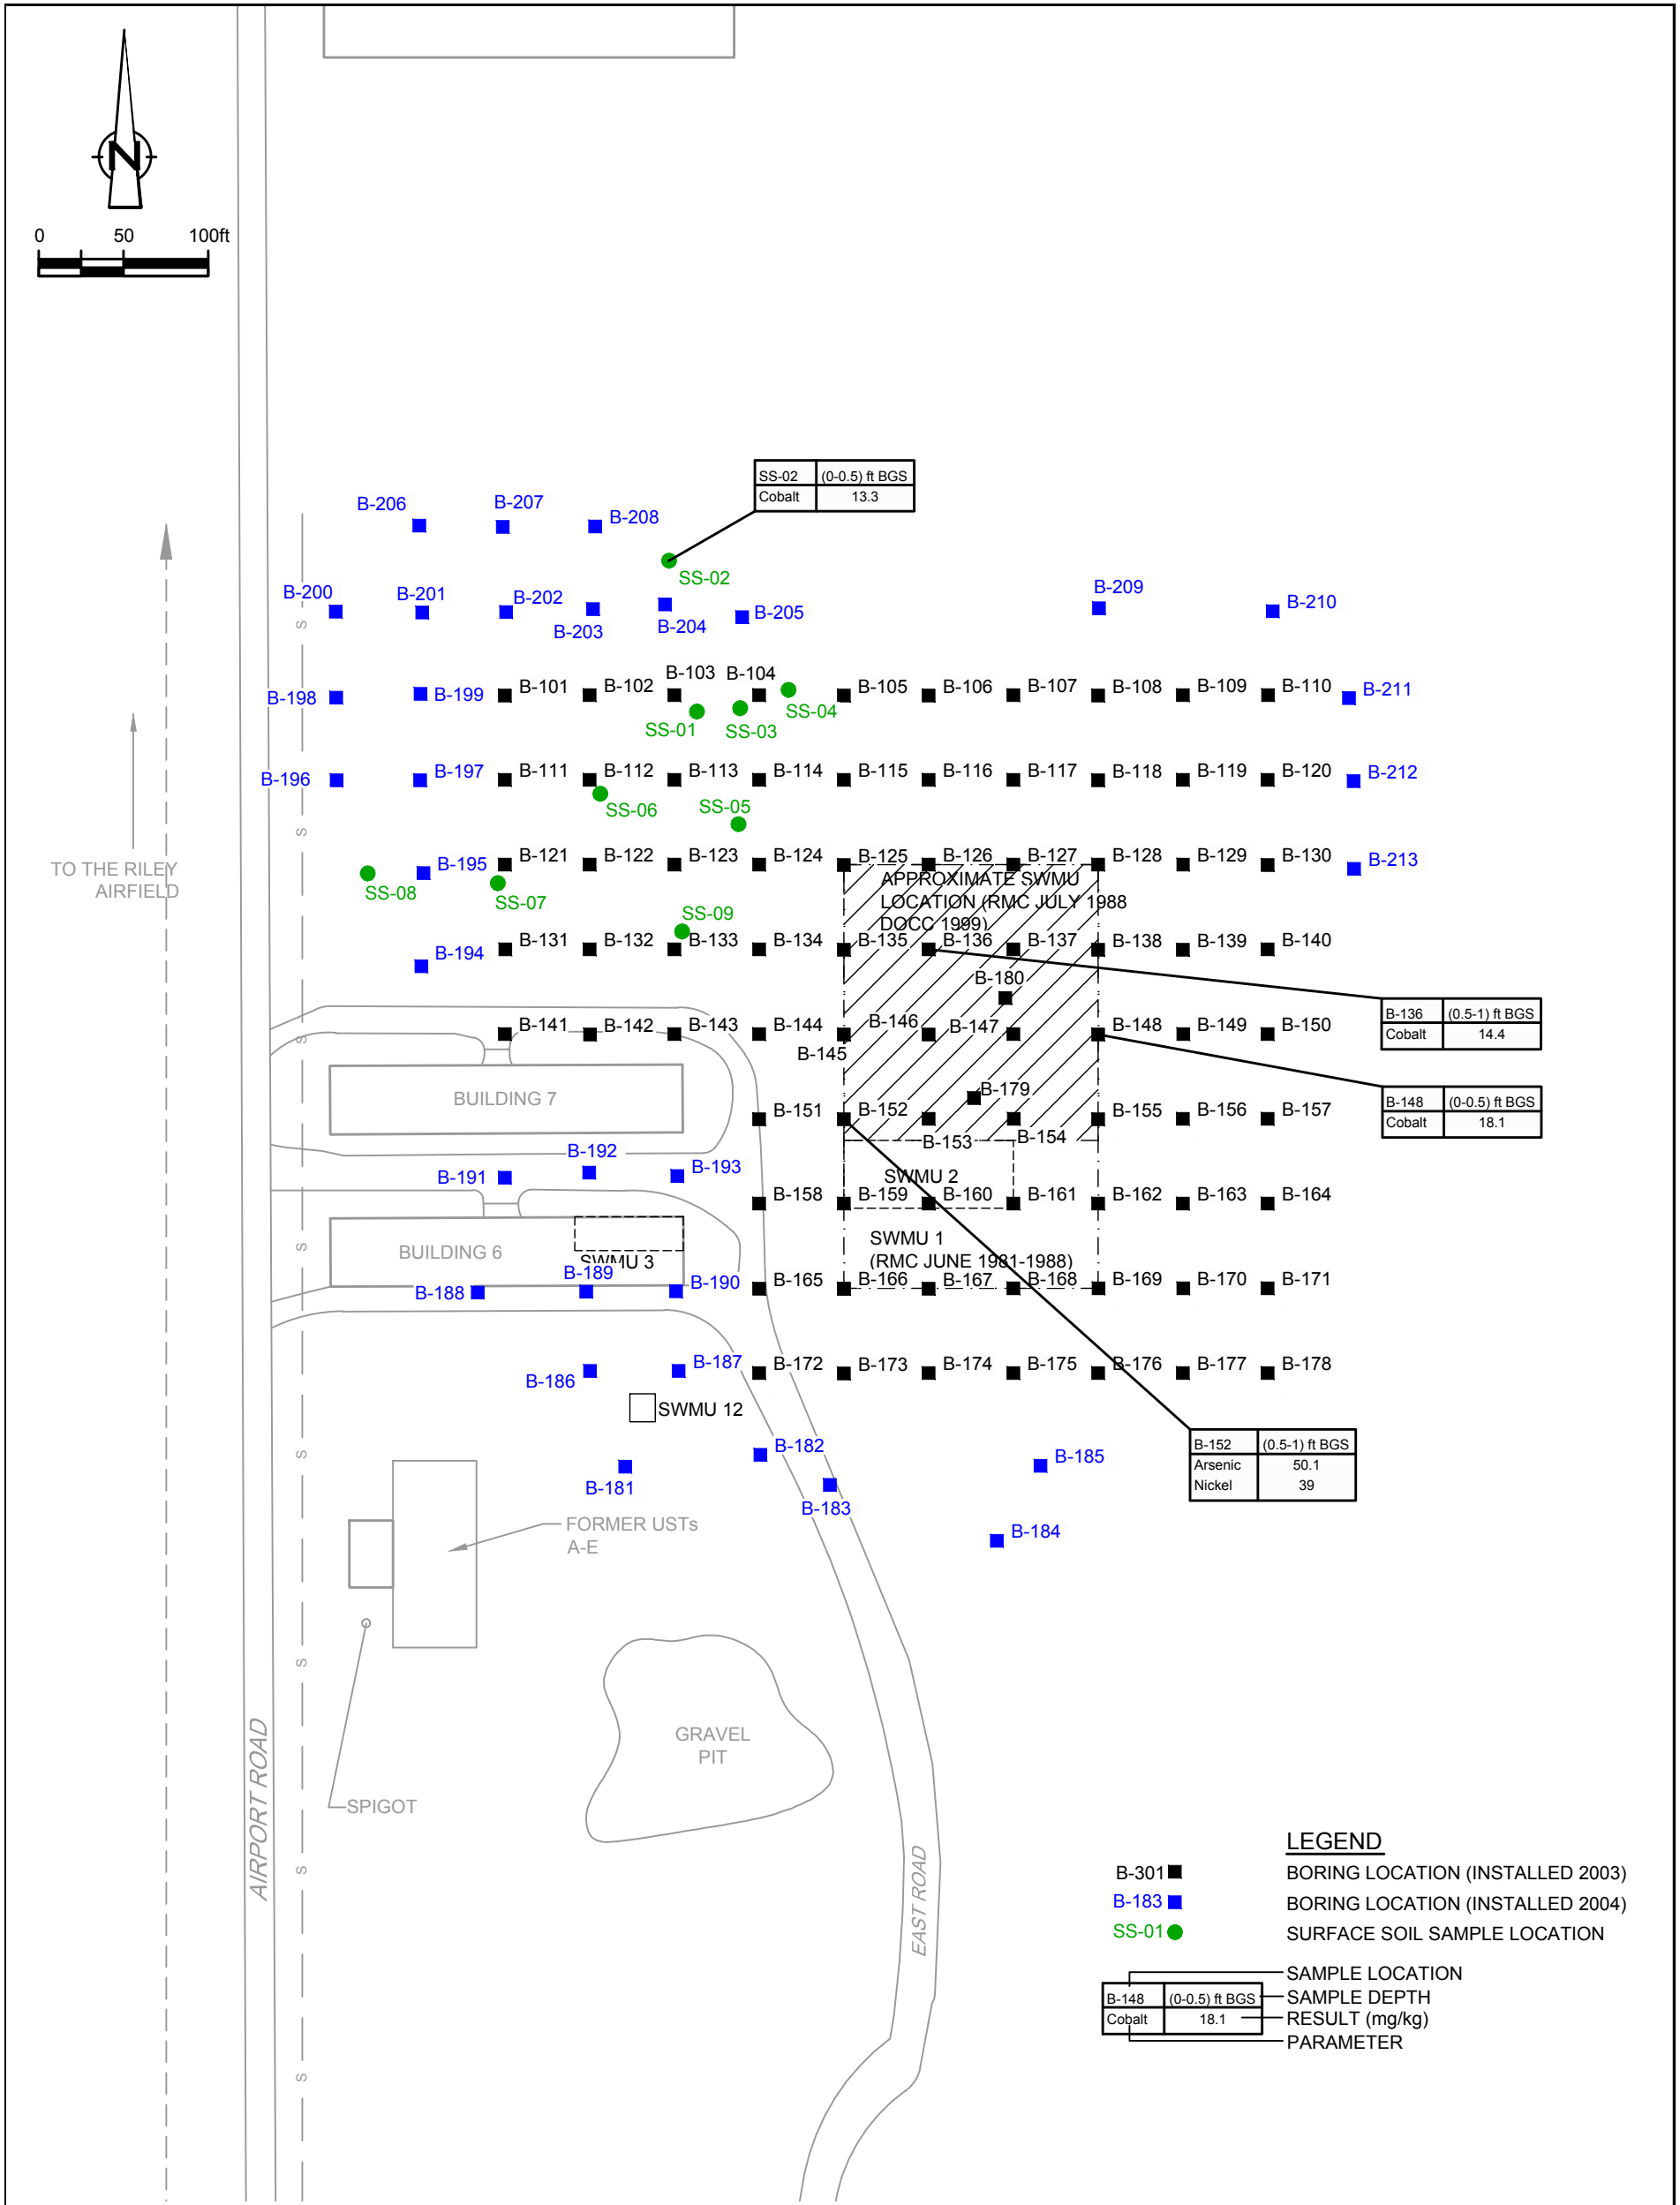 N
0 50 100ft
SS-02 (0-0.5) ft BGS
Cobalt 13.3
B-206 B-207 B-208
SS-02
B-200 B-201 B-202 B-203 B-204 B-205 B-209 B-210
S
B-198 B-199 B-101 B-102 B-103 B-104 B-105 B-106 B-107 B-108 B-109 B-110 B-211
SS-01 SS-03 SS-04
B-196 B-197 B-111 B-112 B-113 B-114 B-115 B-116 B-117 B-118 B-119 B-120 B-212
SS-06 SS-05
S
TO THE RILEY
AIRFIELD
B-195 B-121 B-122 B-123 B-124 B-125 B-126 B-127 B-128 B-129 B-130 B-213
SS-08 SS-07 SS-09
APPROXIMATE SWMU
LOCATION (RMC JULY 1988
DOCC 1999)
B-194 B-131 B-132 B-133 B-134 B-135 B-136 B-137 B-138 B-139 B-140
B-180
B-136 (0.5-1) ft BGS
Cobalt 14.4
S
B-141 B-142 B-143 B-144 B-145 B-146 B-147 B-148 B-149 B-150
BUILDING 7
B-179
B-148 (0-0.5) ft BGS
Cobalt 18.1
B-151 B-152 B-153 B-154 B-155 B-156 B-157
B-191 B-192 B-193
SWMU 2
B-158 B-159 B-160 B-161 B-162 B-163 B-164
S
BUILDING 6
SWMU 3
SWMU 1
(RMC JUNE 1981-1988)
B-188 B-189 B-190 B-165 B-166 B-167 B-168 B-169 B-170 B-171
B-186 B-187 B-172 B-173 B-174 B-175 B-176 B-177 B-178
SWMU 12
B-152 (0.5-1) ft BGS
Arsenic 50.1
Nickel 39
S
B-181 B-182 B-183 B-185
B-184
FORMER USTs
A-E
S
GRAVEL
PIT
SPIGOT
AIRPORT ROAD
S
EAST ROAD
S
LEGEND
B-301 BORING LOCATION (INSTALLED 2003)
B-183 BORING LOCATION (INSTALLED 2004)
SS-01 SURFACE SOIL SAMPLE LOCATION
SAMPLE LOCATION
B-148 (0-0.5) ft BGS SAMPLE DEPTH
Cobalt 18.1 RESULT (mg/kg)
PARAMETER